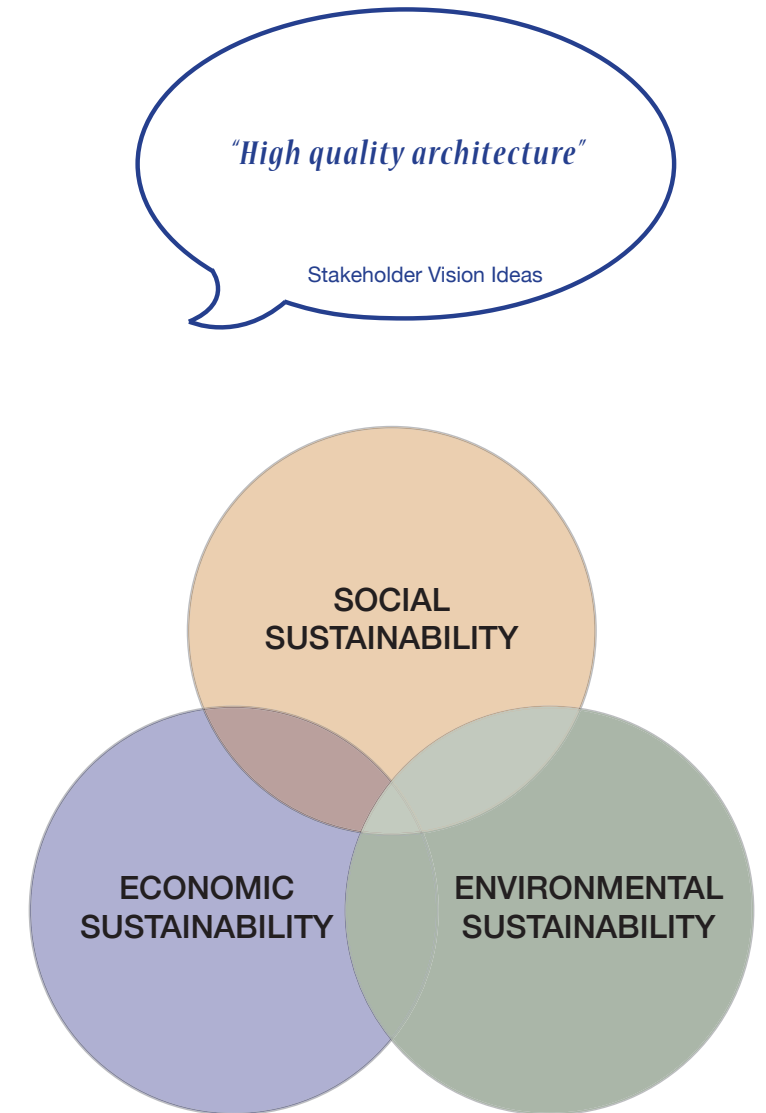 “High quality architecture”
Stakeholder Vision Ideas
SOCIAL
SUSTAINABILITY
ECONOMIC
SUSTAINABILITY
ENVIRONMENTAL
SUSTAINABILITY